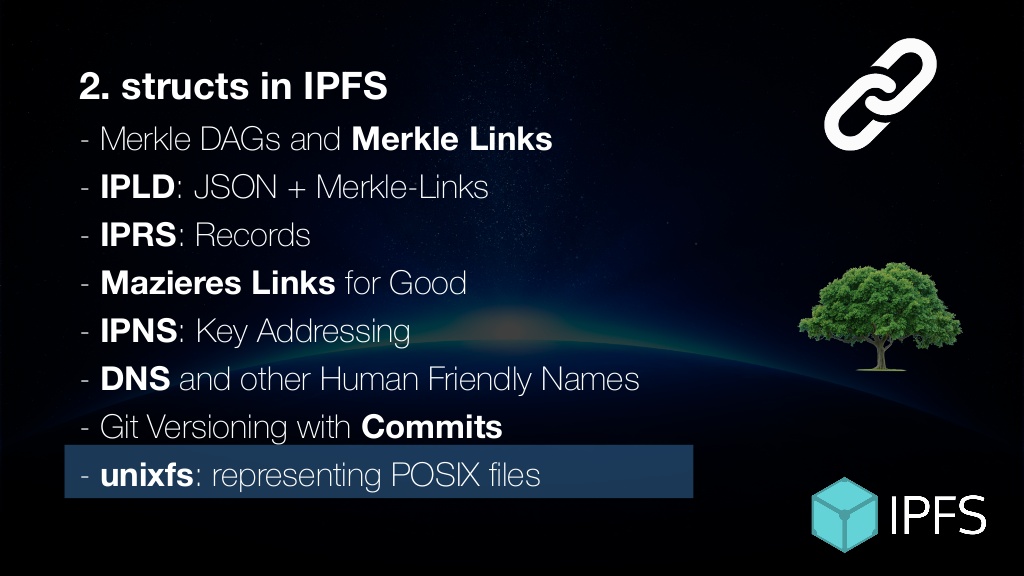 2. structs in IPFS
- Merkle DAGs and Merkle Links
- IPLD: JSON + Merkle-Links
- IPRS: Records
- Mazieres Links for Good
- IPNS: Key Addressing
- DNS and other Human Friendly Names
- Git Versioning with Commits
- unixfs: representing POSIX files
IPFS